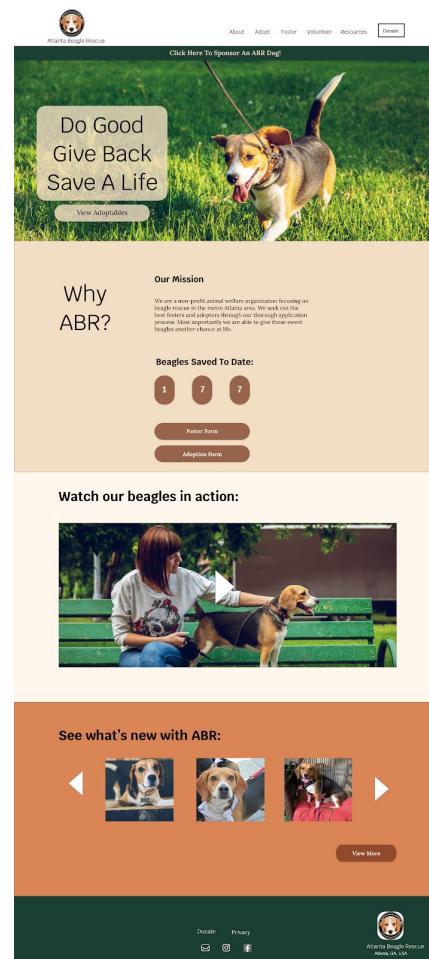 Atlanta Beagle Rescue
About
Adopt
Foster
Volunteer
Resources
Donate
Click Here To Sponsor An ABR Dog!
Do Good
Give Back
Save A Life
View Adoptables
Why
ABR?
Our Mission
We are a non-profit animal welfare organization focusing on
beagle rescue in the metro Atlanta area. We seek out the
best fosters and adopters through our thorough application
process. Most importantly we are able to give these sweet
beagles another chance at life.
Beagles Saved To Date:
1 7 7
Foster Form
Adoption Form
Watch our beagles in action:
See what's new with ABR:
View More
Donate
Privacy
Atlanta Beagle Rescue
Atlanta, GA, USA